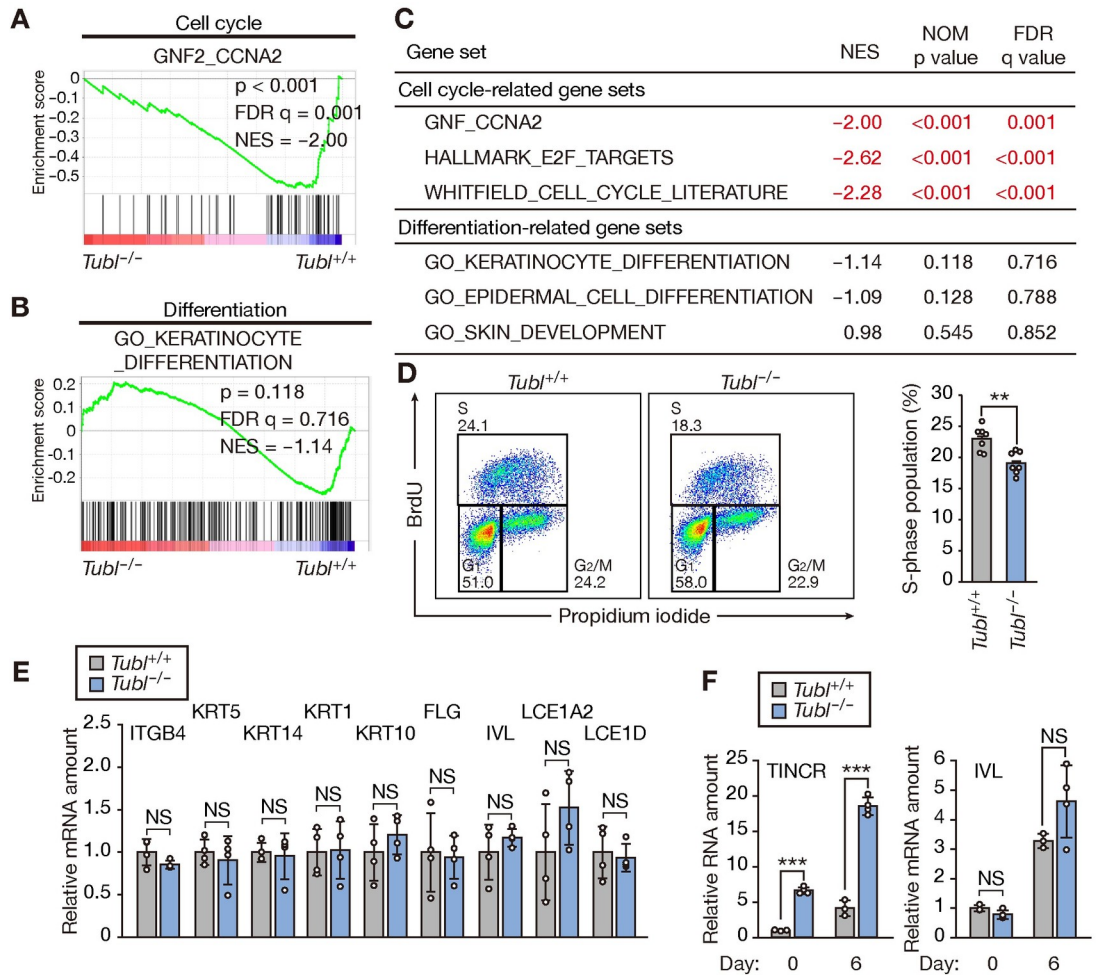 A
Cell cycle
GNF2_CCNA2
Enrichment score
0
−0.1
−0.2
−0.3
−0.4
−0.5
p < 0.001
FDR q = 0.001
NES = −2.00
Tubl−/−
Tubl+/+
B
Differentiation
GO_KERATINOCYTE
_DIFFERENTIATION
Enrichment score
0.2
0.1
0
−0.2
p = 0.118
FDR q = 0.716
NES = −1.14
Tubl−/−
Tubl+/+
C
Gene set NES NOM p value FDR q value
Cell cycle-related gene sets
GNF_CCNA2 −2.00 <0.001 0.001
HALLMARK_E2F_TARGETS −2.62 <0.001 <0.001
WHITFIELD_CELL_CYCLE_LITERATURE −2.28 <0.001 <0.001
Differentiation-related gene sets
GO_KERATINOCYTE_DIFFERENTIATION −1.14 0.118 0.716
GO_EPIDERMAL_CELL_DIFFERENTIATION −1.09 0.128 0.788
GO_SKIN_DEVELOPMENT 0.98 0.545 0.852
D
Tubl+/+
Tubl−/−
BrdU
S
24.1
G1
51.0
G2/M
24.2
S
18.3
G1
58.0
G2/M
22.9
Propidium iodide
S-phase population (%)
30
25
20
15
10
5
0
**
Tubl+/+
Tubl−/−
E
Tubl+/+
Tubl−/−
Relative mRNA amount
2.5
2.0
1.5
1.0
0.5
0
ITGB4
KRT5
KRT14
KRT1
KRT10
FLG
IVL
LCE1A2
LCE1D
NS
NS
NS
NS
NS
NS
NS
NS
NS
F
Tubl+/+
Tubl−/−
Relative RNA amount
25
20
15
10
5
0
TINCR
***
***
Day: 0 6
Relative mRNA amount
6
5
4
3
2
1
0
IVL
NS
NS
Day: 0 6